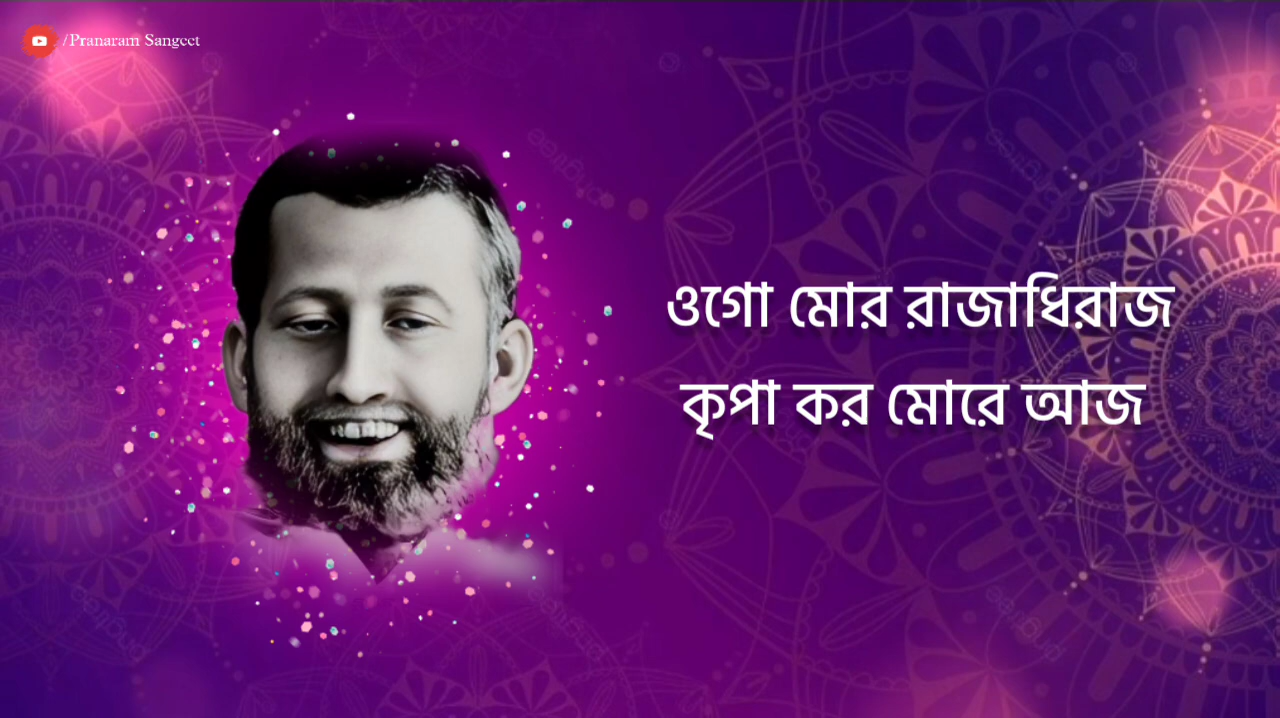 /Pranaram Sangeet
ওগো মোর রাজাধিরাজ
কৃপা কর মোরে আজ